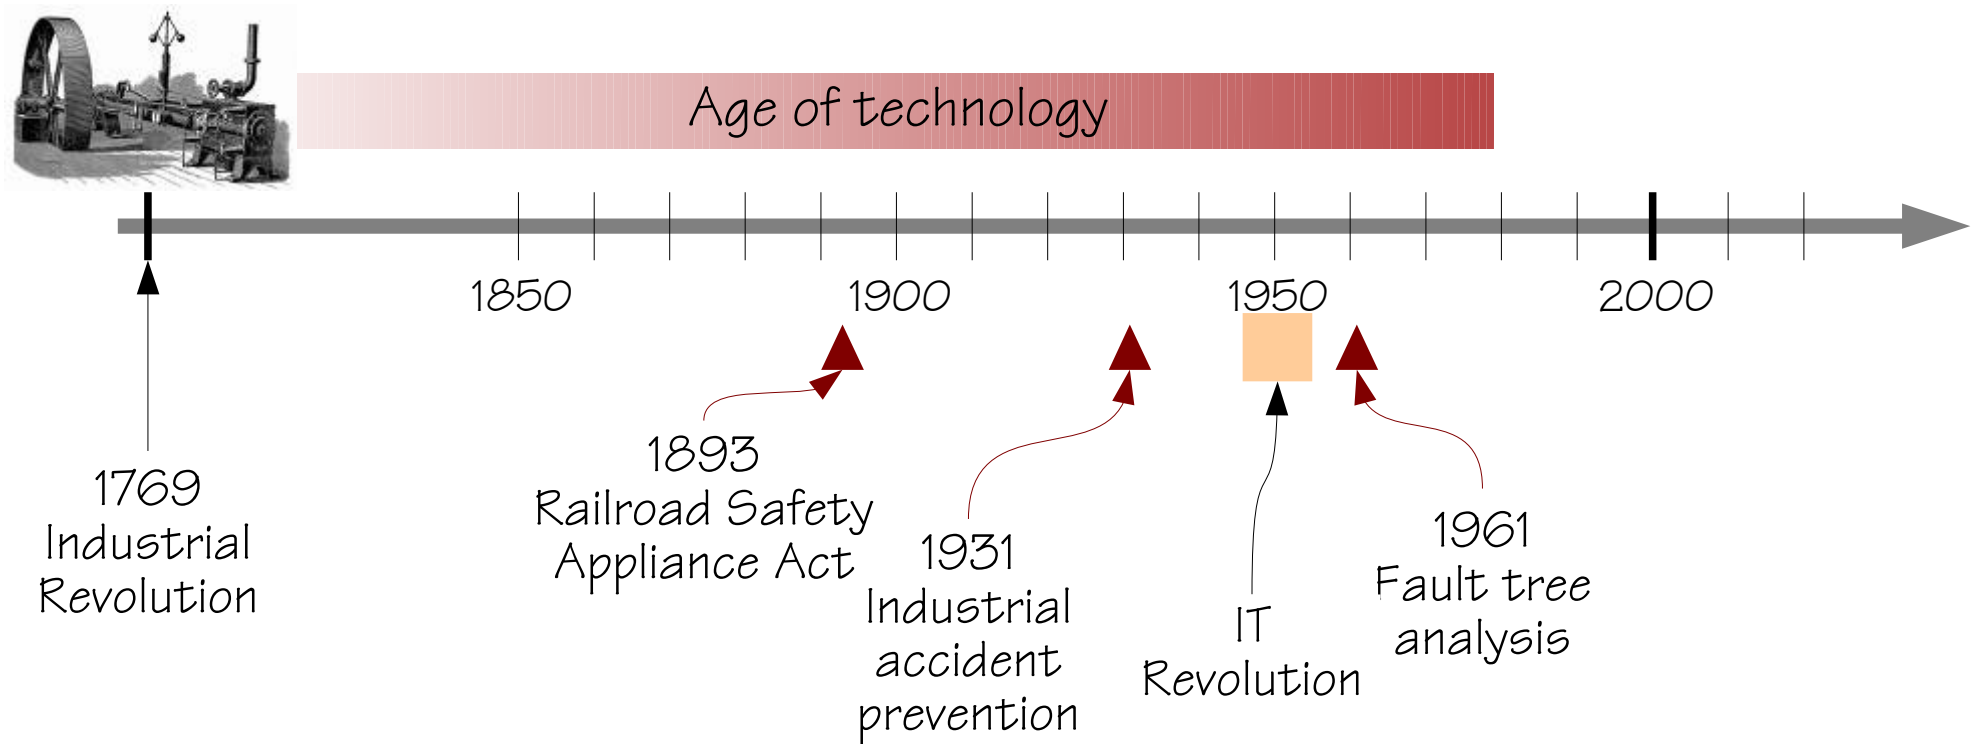 Age of technology
1850
1900
1950
2000
1769
Industrial
Revolution
1893
Railroad Safety
Appliance Act
1931
Industrial
accident
prevention
IT
Revolution
1961
Fault tree
analysis